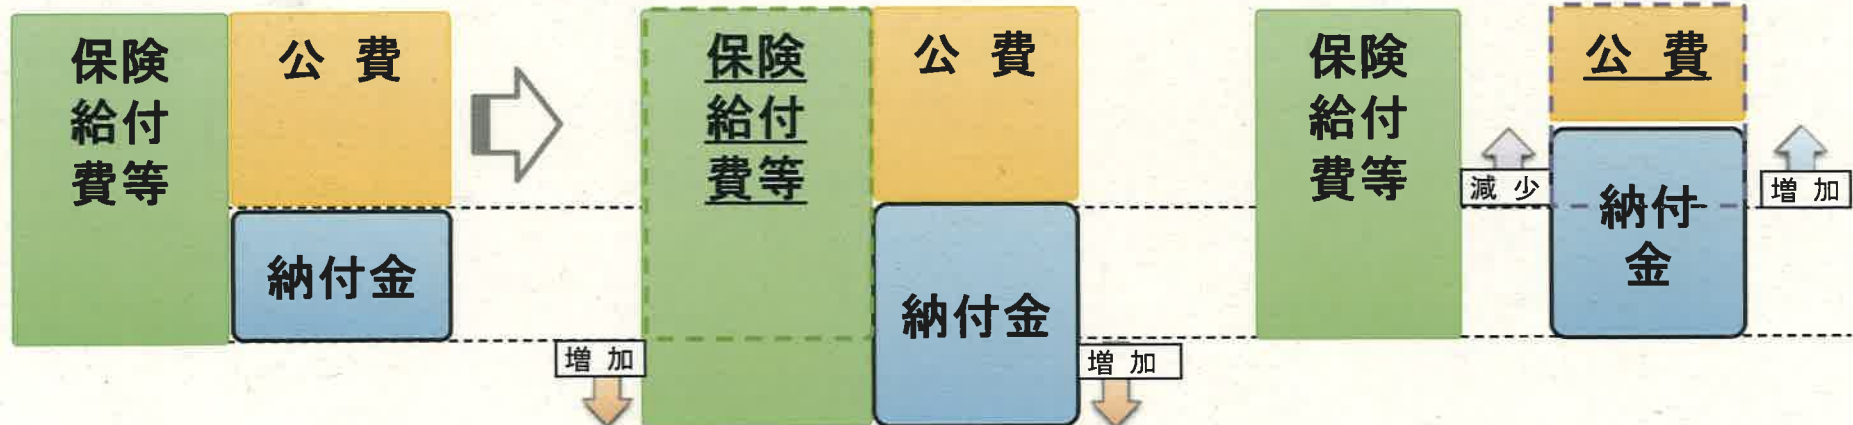 保険
給付
費等
公 費
納付金
増 加
保険
給付
費等
公 費
納付金
増 加
保険
給付
費等
減 少
公 費
納付
金
増 加